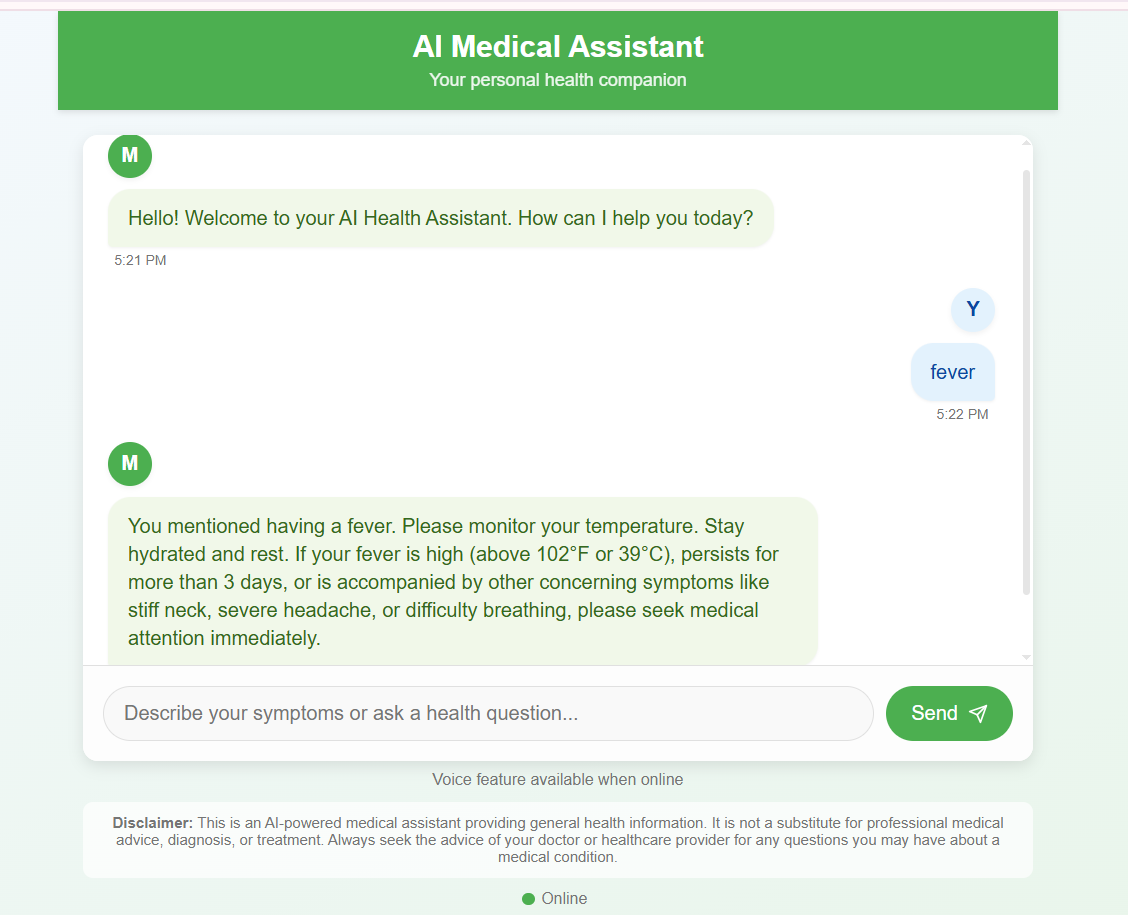 AI Medical Assistant
Your personal health companion
M
Hello! Welcome to your AI Health Assistant. How can I help you today?
5:21 PM
Y
fever
5:22 PM
M
You mentioned having a fever. Please monitor your temperature. Stay
hydrated and rest. If your fever is high (above 102°F or 39°C), persists for
more than 3 days, or is accompanied by other concerning symptoms like
stiff neck, severe headache, or difficulty breathing, please seek medical
attention immediately.
Describe your symptoms or ask a health question...
Send
Voice feature available when online
Disclaimer: This is an AI-powered medical assistant providing general health information. It is not a substitute for professional medical
advice, diagnosis, or treatment. Always seek the advice of your doctor or healthcare provider for any questions you may have about a
medical condition.
Online